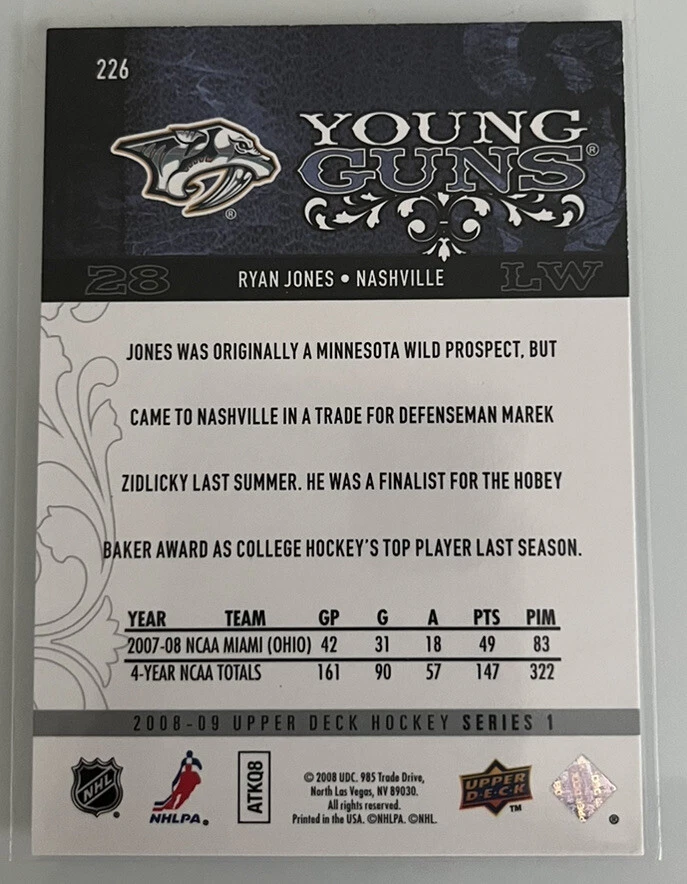 226
YOUNG
GUNS®
®
28 RYAN JONES • NASHVILLE LW
JONES WAS ORIGINALLY A MINNESOTA WILD PROSPECT, BUT
CAME TO NASHVILLE IN A TRADE FOR DEFENSEMAN MAREK
ZIDLICKY LAST SUMMER. HE WAS A FINALIST FOR THE HOBEY
BAKER AWARD AS COLLEGE HOCKEY'S TOP PLAYER LAST SEASON.
YEAR TEAM GP G A PTS PIM
2007-08 NCAA MIAMI (OHIO) 42 31 18 49 83
4-YEAR NCAA TOTALS 161 90 57 147 322
2008-09 UPPER DECK HOCKEY SERIES 1
NHL
NHLPA.
ATKQ8
© 2008 UDC. 985 Trade Drive,
North Las Vegas, NV 89030.
All rights reserved.
Printed in the USA. ©NHLPA. ©NHL.
UPPER
D·E·C·K
TM
®